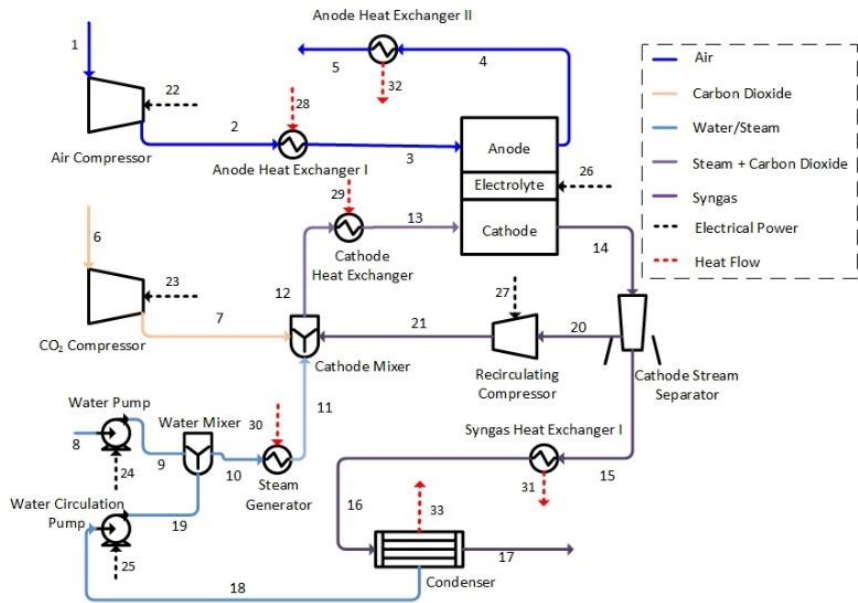 Anode Heat Exchanger II
1
5
4
32
22
28
2
3
Air Compressor
Anode Heat Exchanger I
Anode
Electrolyte
Cathode
26
29
13
Cathode
Heat Exchanger
14
6
23
7
CO₂ Compressor
12
27
21
20
Cathode Mixer
Recirculating
Compressor
Cathode Stream
Separator
11
Water Pump
8
9
24
Water Mixer
10
30
Steam
Generator
Syngas Heat Exchanger I
15
31
16
Water Circulation
Pump
19
25
33
17
18
Condenser
Air
Carbon Dioxide
Water/Steam
Steam + Carbon Dioxide
Syngas
Electrical Power
Heat Flow